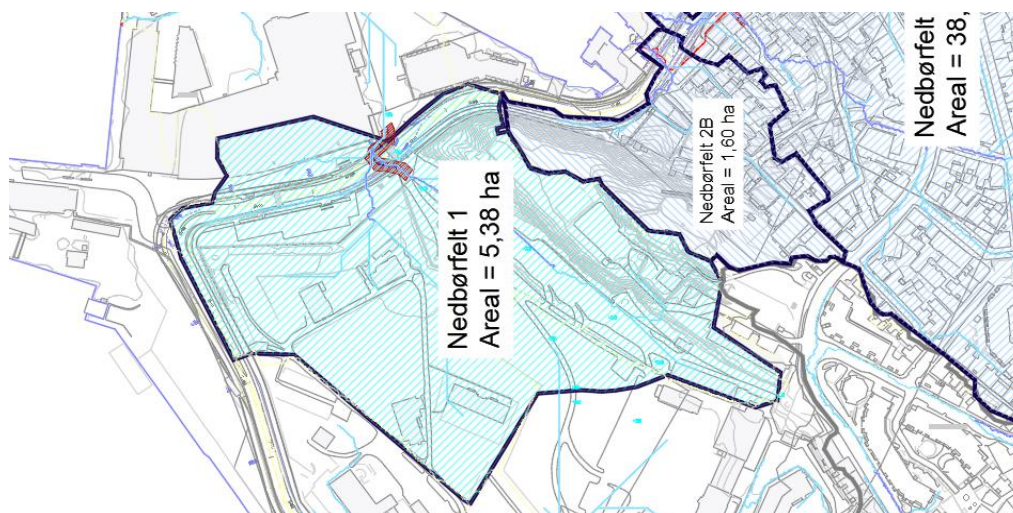 Nedbørfelt 1
Areal = 5,38 ha
Nedbørfelt 2B
Areal = 1,60 ha
Nedbørfelt
Areal = 38,